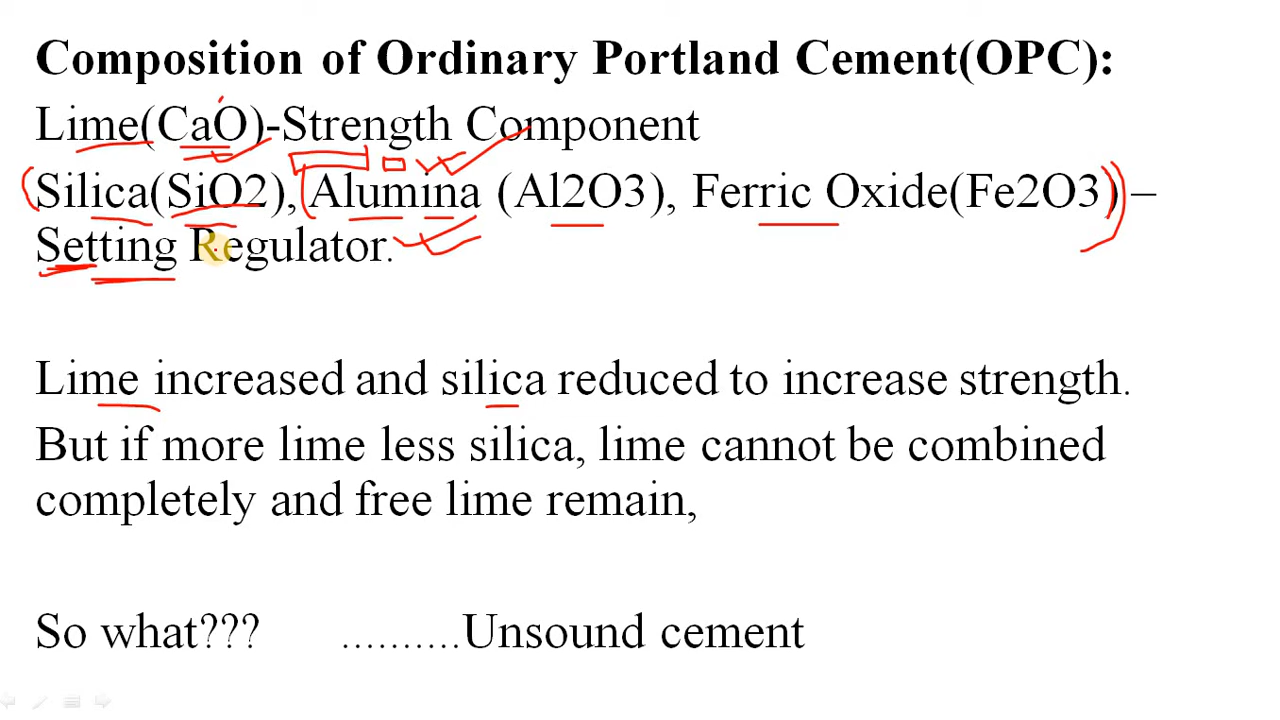 Composition of Ordinary Portland Cement(OPC):
Lime(CaO)-Strength Component
Silica(SiO2), Alumina (Al2O3), Ferric Oxide(Fe2O3) –
Setting Regulator.
Lime increased and silica reduced to increase strength.
But if more lime less silica, lime cannot be combined
completely and free lime remain,
So what??? ..........Unsound cement